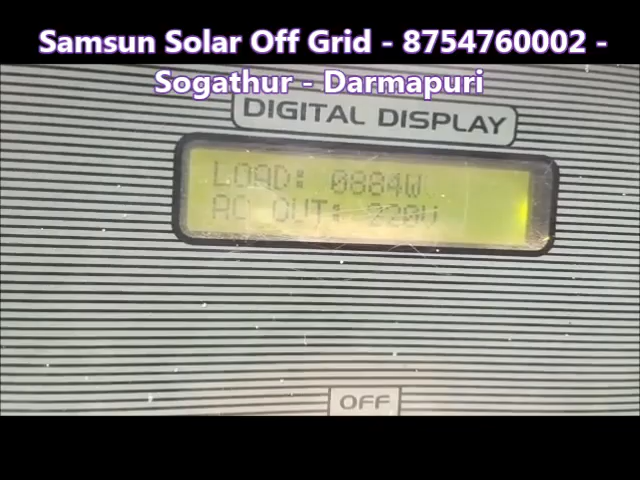 Samsun Solar Off Grid - 8754760002 -
Sogathur - Darmapuri
DIGITAL DISPLAY
LOAD: 0884W
AC OUT: 220V
OFF